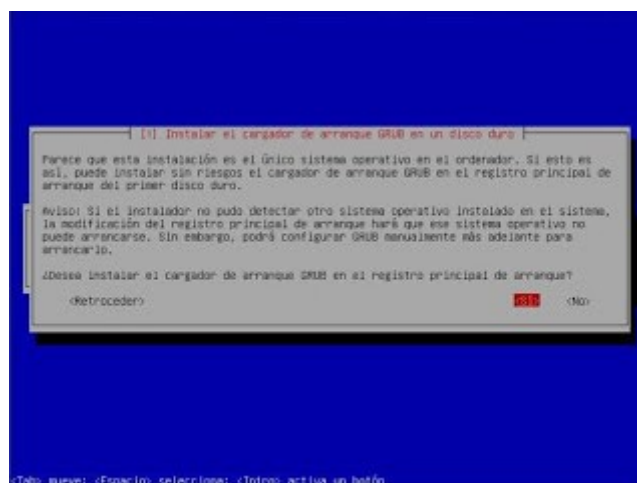 [!] Instalar el cargador de arranque GRUB en un disco duro
Parece que esta instalación es el único sistema operativo en el ordenador. Si esto es
así, puede instalar sin riesgos el cargador de arranque GRUB en el registro principal de
arranque del primer disco duro.
Aviso: Si el instalador no pudo detectar otro sistema operativo instalado en el sistema,
la modificación del registro principal de arranque hará que ese sistema operativo no
puede arrancarse. Sin embargo, podrá configurar GRUB manualmente más adelante para
arrancarlo.
¿Desea instalar el cargador de arranque GRUB en el registro principal de arranque?
<Retroceder> <Sí> <No>
<Tab> mueve; <Espacio> selecciona; <Intro> activa un botón